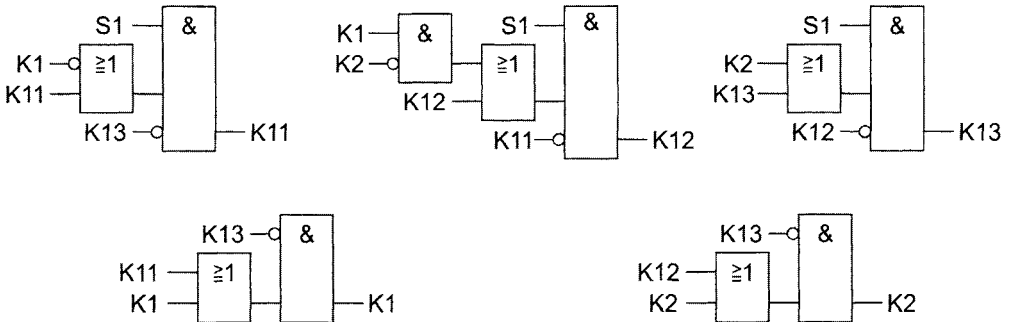 S1 &
K1 ≧1
K11
K13 K11
K1 &
K2
≧1
K12
&
K11 K12
S1
S1 &
K2 ≧1
K13
K12 K13
K13 &
K11 ≧1
K1 K1
K13 &
K12 ≧1
K2 K2